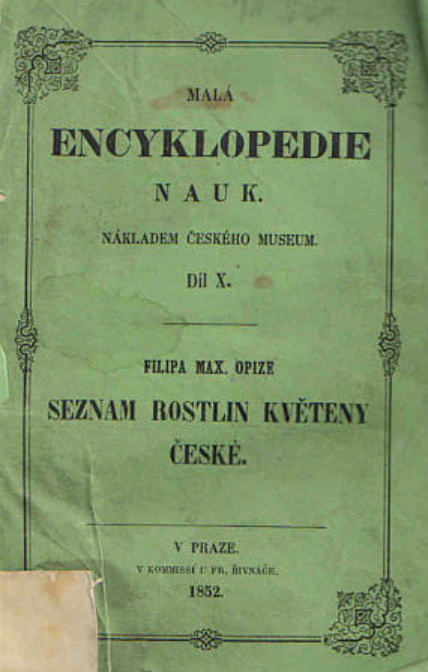 MALÁ
ENCYKLOPEDIE
NAUK.
NÁKLADEM ČESKÉHO MUSEUM.
Díl X.
FILIPA MAX. OPIZE
SEZNAM ROSTLIN KVĚTENY
ČESKÉ.
V PRAZE.
V KOMMISSÍ U FR. ŘIVNÁČE.
1852.